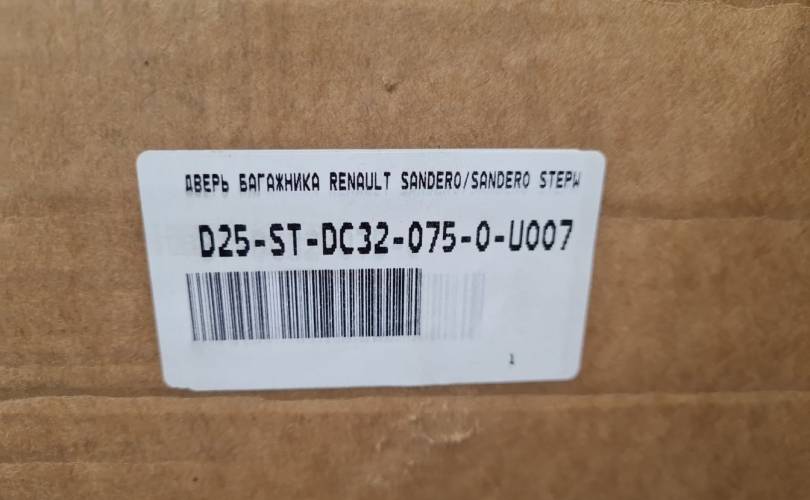 ДВЕРЬ БАГАЖНИКА RENAULT SANDERO/SANDERO STEPW
D25-ST-DC32-075-0-U007
1